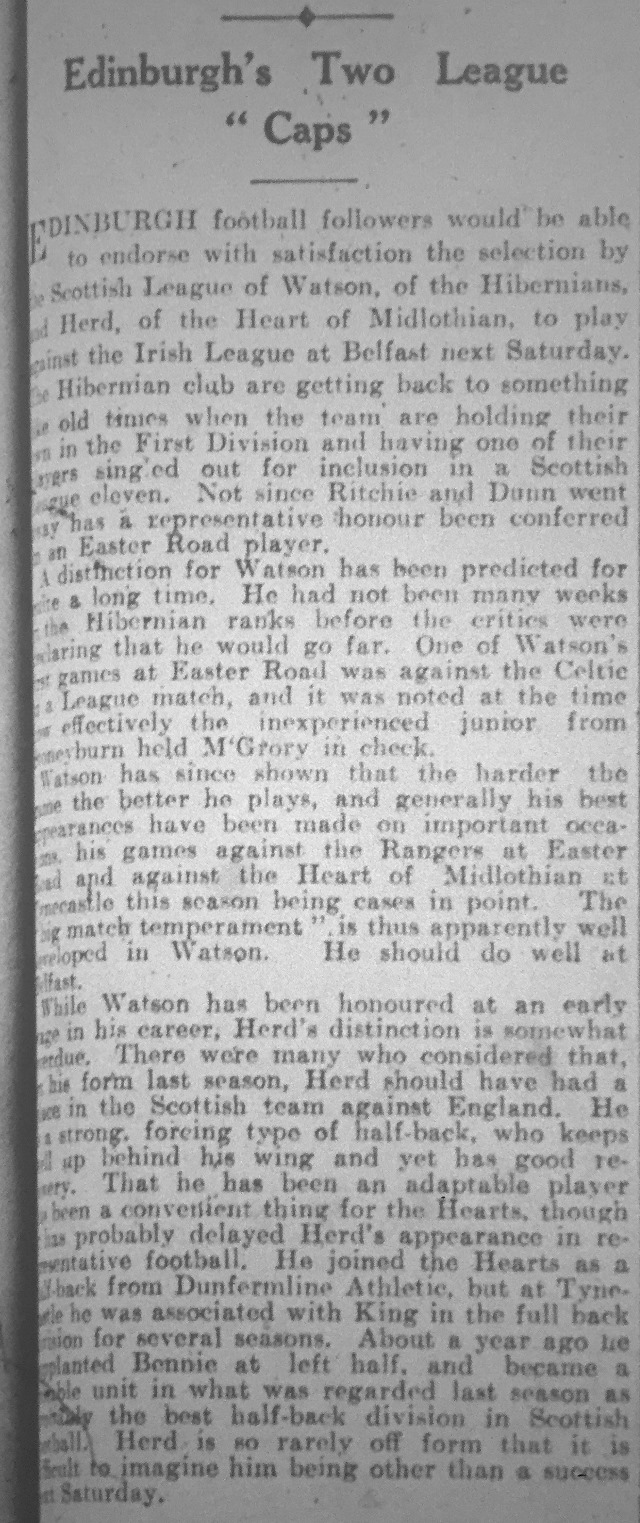 Edinburgh's Two League
" Caps "
EDINBURGH football followers would be able
to endorse with satisfaction the selection by
Scottish League of Watson, of the Hibernians,
Herd, of the Heart of Midlothian, to play
the Irish League at Belfast next Saturday.
Hibernian club are getting back to something
old times when the team are holding their
in the First Division and having one of their
singled out for inclusion in a Scottish
eleven. Not since Ritchie and Dunn went
has a representative honour been conferred
an Easter Road player.
A distinction for Watson has been predicted for
a long time. He had not been many weeks
the Hibernian ranks before the critics were
that he would go far. One of Watson's
games at Easter Road was against the Celtic
a League match, and it was noted at the time
effectively the inexperienced junior from
held M'Grory in check.
Watson has since shown that the harder the
the better he plays, and generally his best
have been made on important occa-
his games against the Rangers at Easter
and against the Heart of Midlothian at
this season being cases in point. The
match temperament " is thus apparently well
in Watson. He should do well at

While Watson has been honoured at an early
in his career, Herd's distinction is somewhat
There were many who considered that,
his form last season, Herd should have had a
in the Scottish team against England. He
a strong, forcing type of half-back, who keeps
up behind his wing and yet has good re-
That he has been an adaptable player
been a convenient thing for the Hearts, though
has probably delayed Herd's appearance in re-
football. He joined the Hearts as a
from Dunfermline Athletic, but at Tyne-
he was associated with King in the full back
for several seasons. About a year ago he
Bennie at left half, and became a
unit in what was regarded last season as
the best half-back division in Scottish
Herd is so rarely off form that it is
to imagine him being other than a success
Saturday.